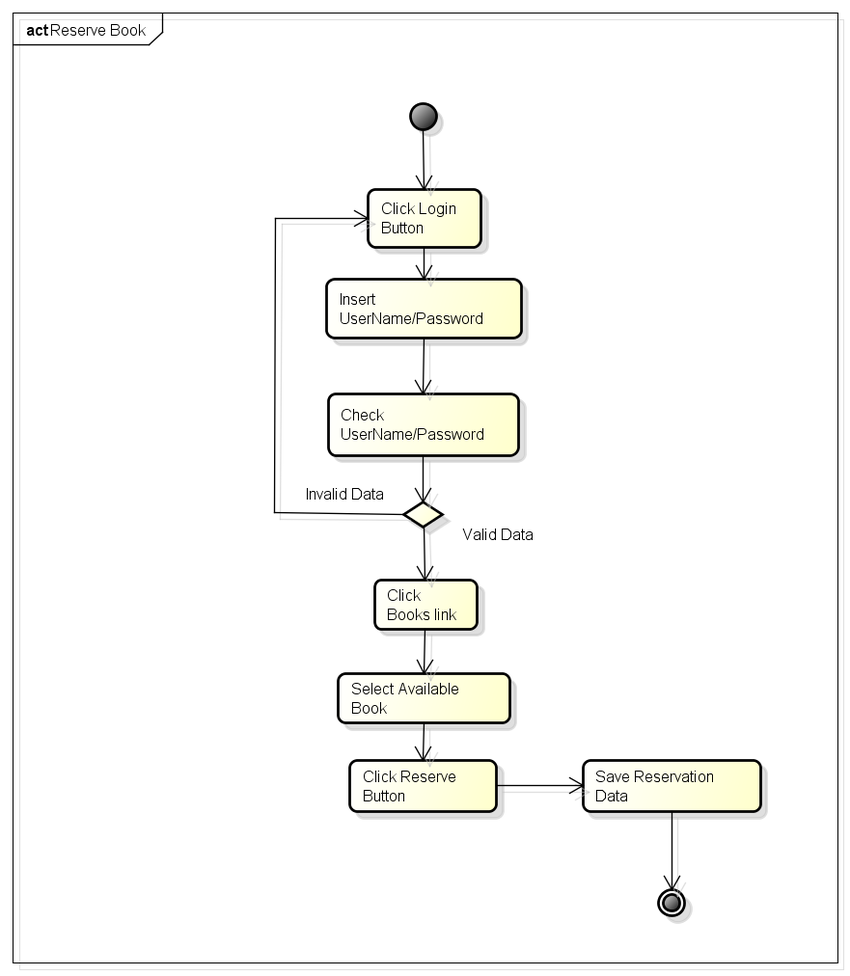 act Reserve Book
Click Login
Button
Insert
UserName/Password
Check
UserName/Password
Invalid Data
Valid Data
Click
Books link
Select Available
Book
Click Reserve
Button
Save Reservation
Data